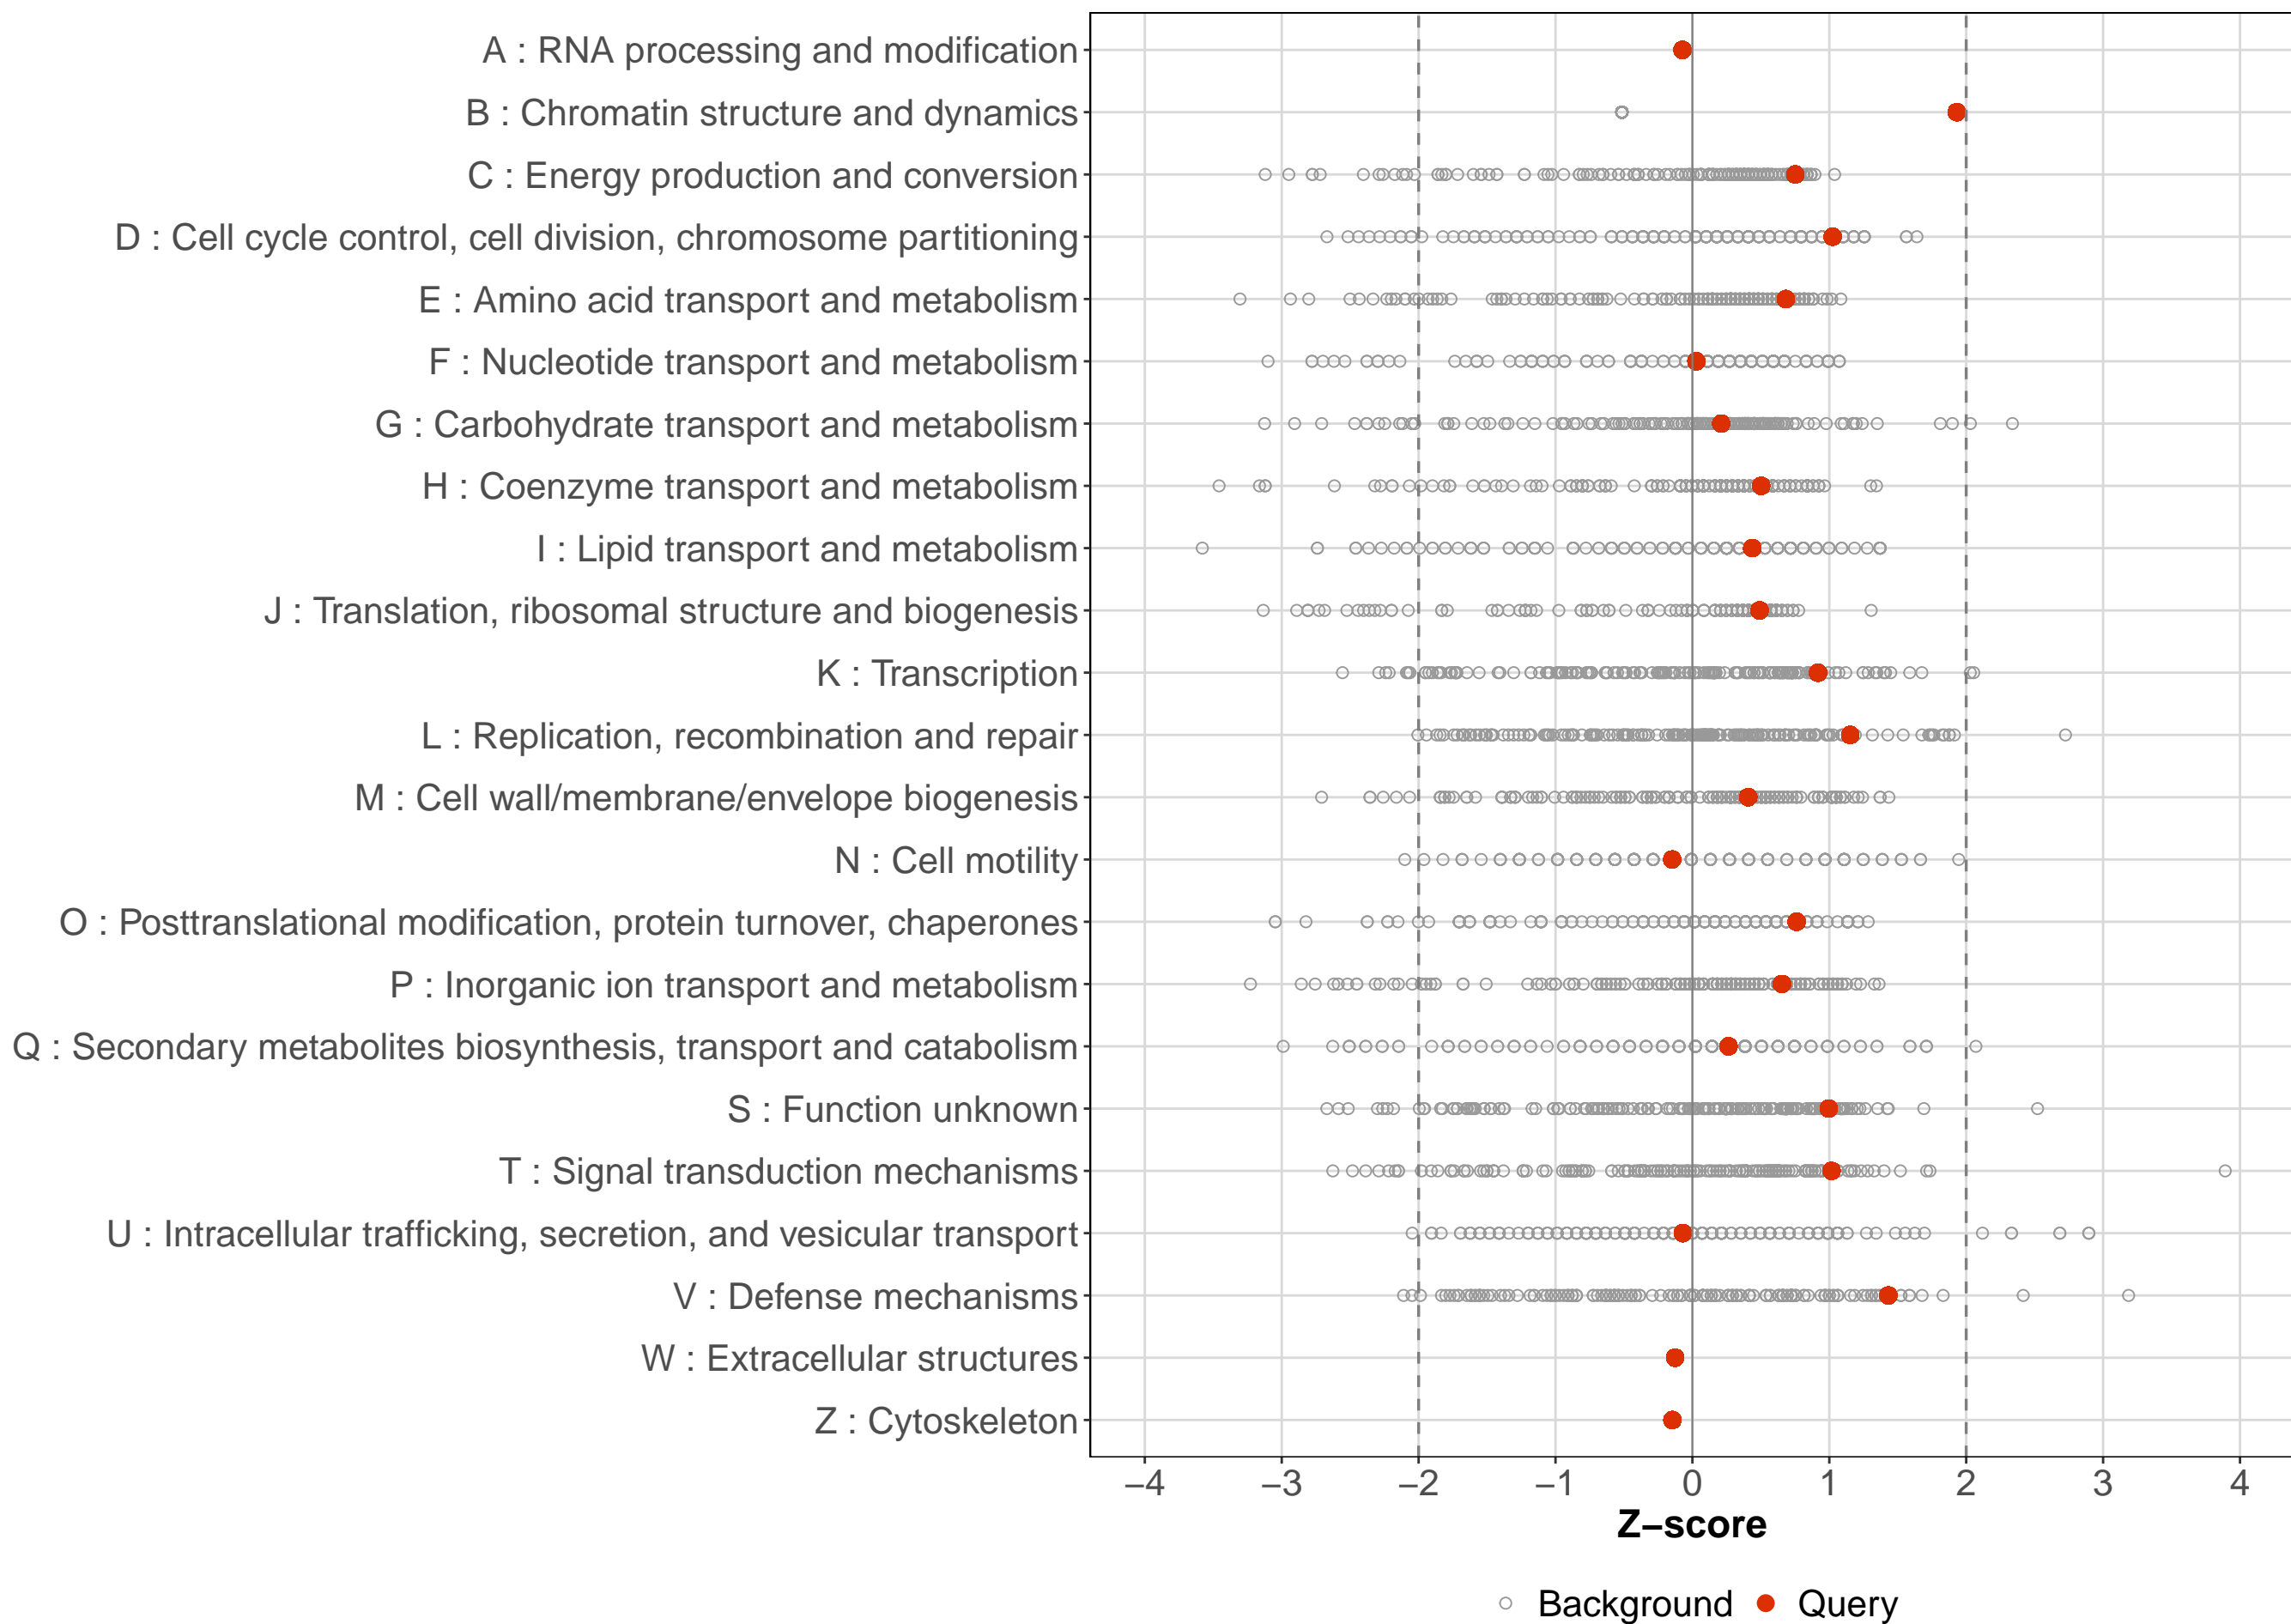 A : RNA processing and modification
B : Chromatin structure and dynamics
C : Energy production and conversion
D : Cell cycle control, cell division, chromosome partitioning
E : Amino acid transport and metabolism
F : Nucleotide transport and metabolism
G : Carbohydrate transport and metabolism
H : Coenzyme transport and metabolism
I : Lipid transport and metabolism
J : Translation, ribosomal structure and biogenesis
K : Transcription
L : Replication, recombination and repair
M : Cell wall/membrane/envelope biogenesis
N : Cell motility
O : Posttranslational modification, protein turnover, chaperones
P : Inorganic ion transport and metabolism
Q : Secondary metabolites biosynthesis, transport and catabolism
S : Function unknown
T : Signal transduction mechanisms
U : Intracellular trafficking, secretion, and vesicular transport
V : Defense mechanisms
W : Extracellular structures
Z : Cytoskeleton
−4 −3 −2 −1 0 1 2 3 4
Z−score
Background Query